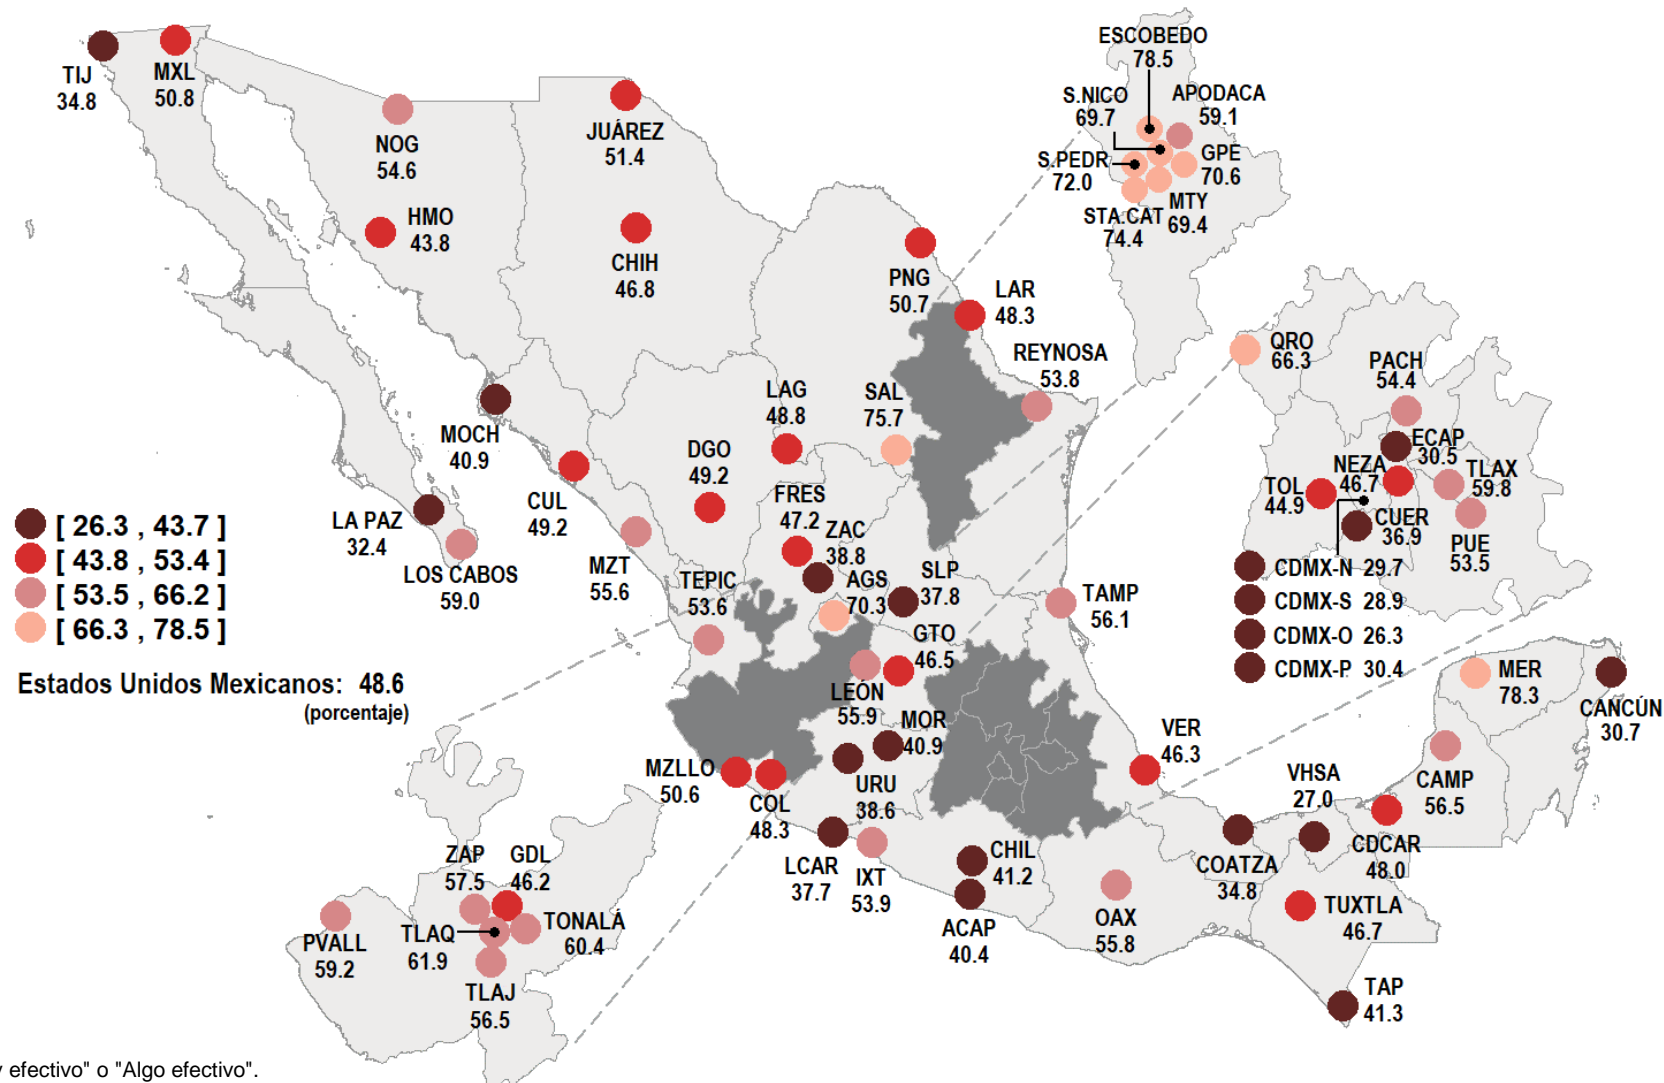 ESCOBEDO
78.5
S.NICO
69.7
APODACA
59.1
S.PEDR
72.0
GPE
70.6
STA.CAT
74.4
MTY
69.4
TIJ
34.8
MXL
50.8
NOG
54.6
JUÁREZ
51.4
HMO
43.8
CHIH
46.8
PNG
50.7
LAR
48.3
REYNOSA
53.8
QRO
66.3
PACH
54.4
LAG
48.8
SAL
75.7
MOCH
40.9
DGO
49.2
ECAP
30.5
NEZA
46.7
TLAX
59.8
TOL
44.9
CUER
36.9
PUE
53.5
CUL
49.2
FRES
47.2
ZAC
38.8
LA PAZ
32.4
LOS CABOS
59.0
MZT
55.6
TEPIC
53.6
AGS
70.3
SLP
37.8
TAMP
56.1
CDMX-N 29.7
CDMX-S 28.9
CDMX-O 26.3
CDMX-P 30.4
[ 26.3 , 43.7 ]
[ 43.8 , 53.4 ]
[ 53.5 , 66.2 ]
[ 66.3 , 78.5 ]
Estados Unidos Mexicanos: 48.6
(porcentaje)
GTO
46.5
LEÓN
55.9
MOR
40.9
MER
78.3
CANCÚN
30.7
VER
46.3
MZLLO
50.6
COL
48.3
URU
38.6
VHSA
27.0
CAMP
56.5
LCAR
37.7
IXT
53.9
CHIL
41.2
ACAP
40.4
COATZA
34.8
CDCAR
48.0
OAX
55.8
TUXTLA
46.7
TAP
41.3
ZAP
57.5
GDL
46.2
PVALL
59.2
TLAQ
61.9
TONALÁ
60.4
TLAJ
56.5
efectivo" o "Algo efectivo".